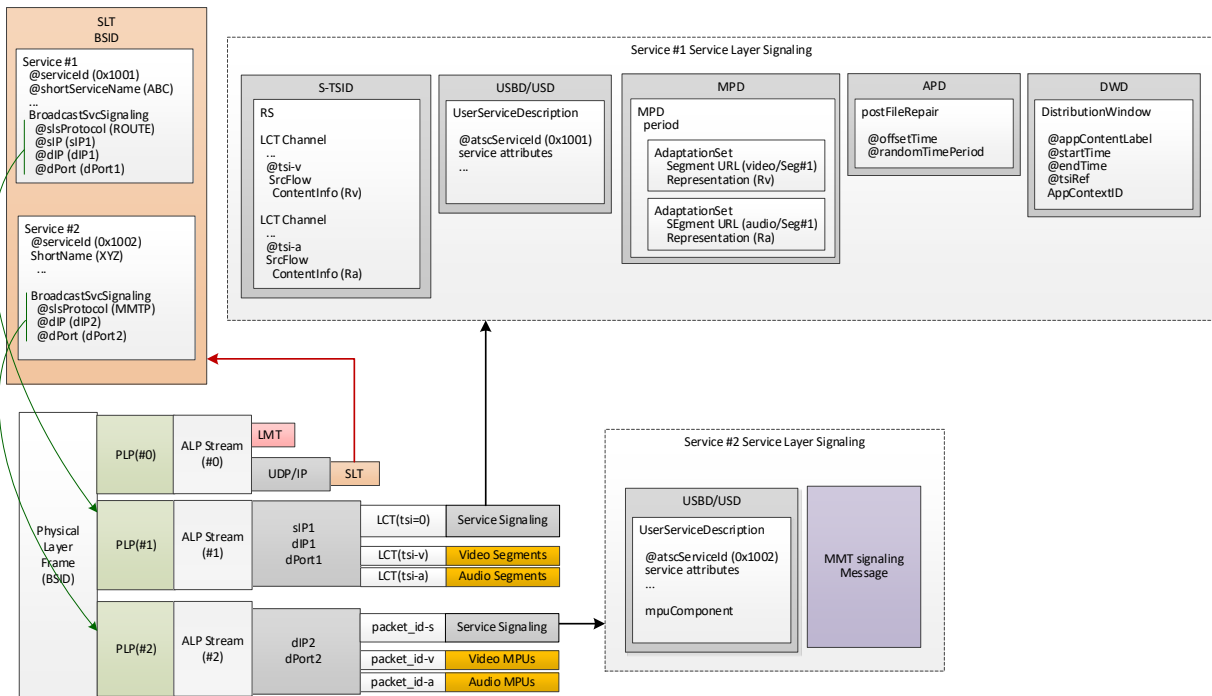 SLT
BSID
Service #1
@serviceId (0x1001)
@shortServiceName (ABC)
...
BroadcastSvcSignaling
@slsProtocol (ROUTE)
@sIP (sIP1)
@dIP (dIP1)
@dPort (dPort1)
Service #2
@serviceId (0x1002)
ShortName (XYZ)
...
BroadcastSvcSignaling
@slsProtocol (MMTP)
@dIP (dIP2)
@dPort (dPort2)
Service #1 Service Layer Signaling
S-TSID
RS
LCT Channel
...
@tsi-v
SrcFlow
ContentInfo (Rv)
LCT Channel
...
@tsi-a
SrcFlow
ContentInfo (Ra)
USBD/USD
UserServiceDescription
@atscServiceId (0x1001)
service attributes
...
MPD
MPD
period
AdaptationSet
Segment URL (video/Seg#1)
Representation (Rv)
AdaptationSet
SEgment URL (audio/Seg#1)
Representation (Ra)
APD
postFileRepair
@offsetTime
@randomTimePeriod
DWD
DistributionWindow
@appContentLabel
@startTime
@endTime
@tsiRef
AppContextID
Physical
Layer
Frame
(BSID)
PLP(#0)
ALP Stream
(#0)
LMT
UDP/IP
SLT
PLP(#1)
ALP Stream
(#1)
sIP1
dIP1
dPort1
LCT(tsi=0)
Service Signaling
LCT(tsi-v)
Video Segments
LCT(tsi-a)
Audio Segments
PLP(#2)
ALP Stream
(#2)
dIP2
dPort2
packet_id-s
Service Signaling
packet_id-v
Video MPUs
packet_id-a
Audio MPUs
Service #2 Service Layer Signaling
USBD/USD
UserServiceDescription
@atscServiceId (0x1002)
service attributes
...
mpuComponent
MMT signaling
Message